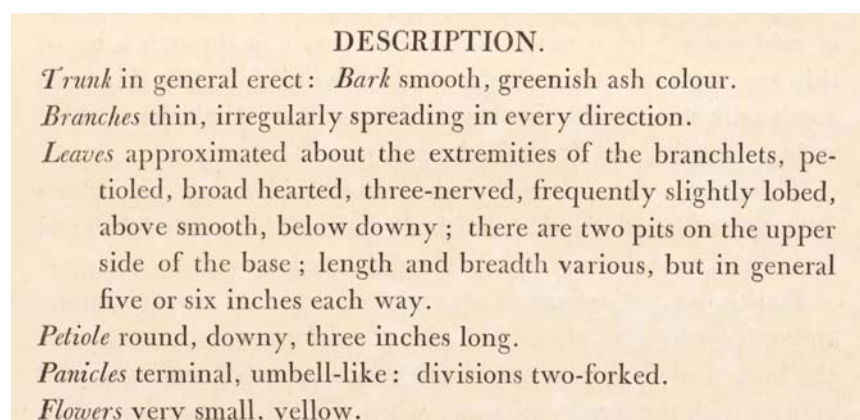 DESCRIPTION.
Trunk in general erect: Bark smooth, greenish ash colour.
Branches thin, irregularly spreading in every direction.
Leaves approximated about the extremities of the branchlets, pe-
tioled, broad hearted, three-nerved, frequently slightly lobed,
above smooth, below downy; there are two pits on the upper
side of the base; length and breadth various, but in general
five or six inches each way.
Petiole round, downy, three inches long.
Panicles terminal, umbell-like: divisions two-forked.
Flowers very small, yellow.